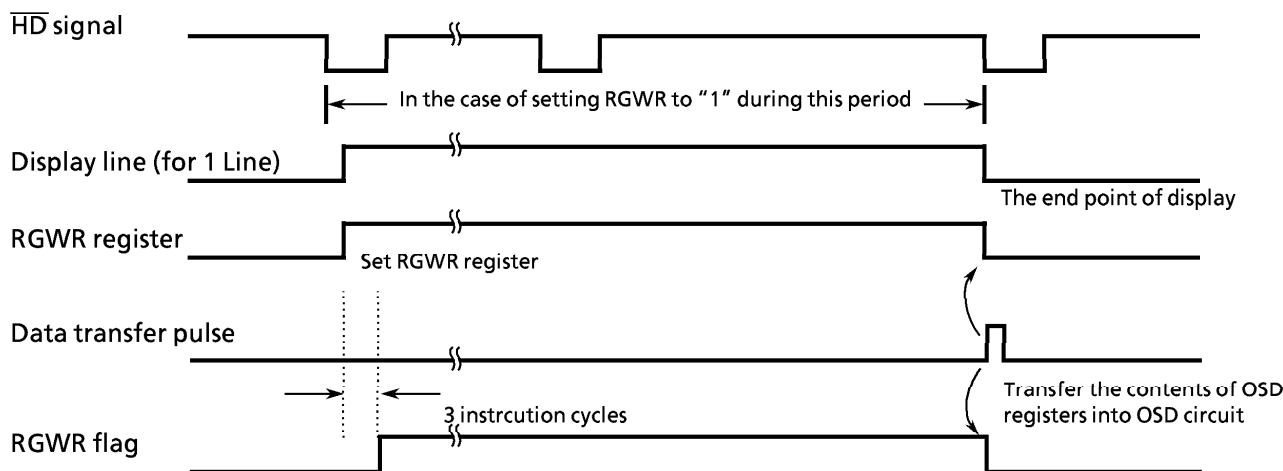 HD signal
In the case of setting RGWR to “1” during this period
Display line (for 1 Line)
The end point of display
RGWR register
Set RGWR register
Data transfer pulse
Transfer the contents of OSD
registers into OSD circuit
3 instrcution cycles
RGWR flag